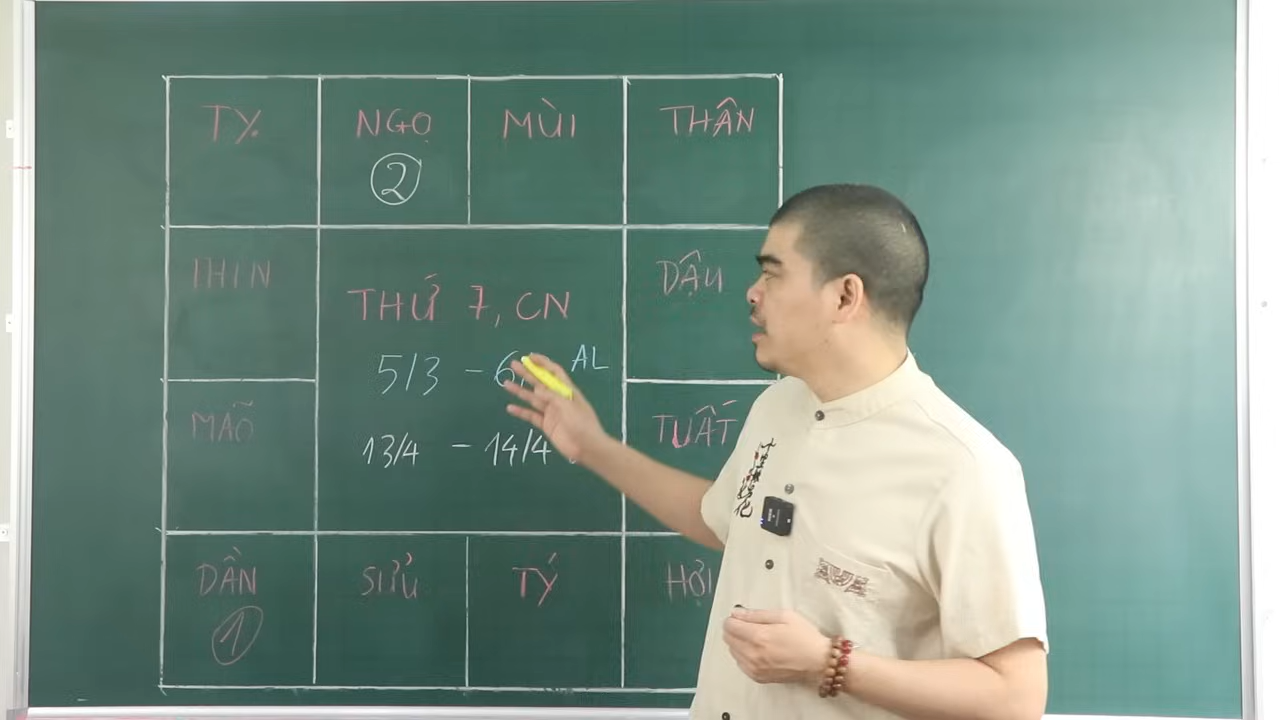 TỴ
NGỌ
MÙI
THÂN
②
THÌN
DẬU
THỨ 7, CN
5/3 - 6/ AL
MÃO
TUẤT
13/4 - 14/4
DẦN
SỬU
TÝ
HỢI
①